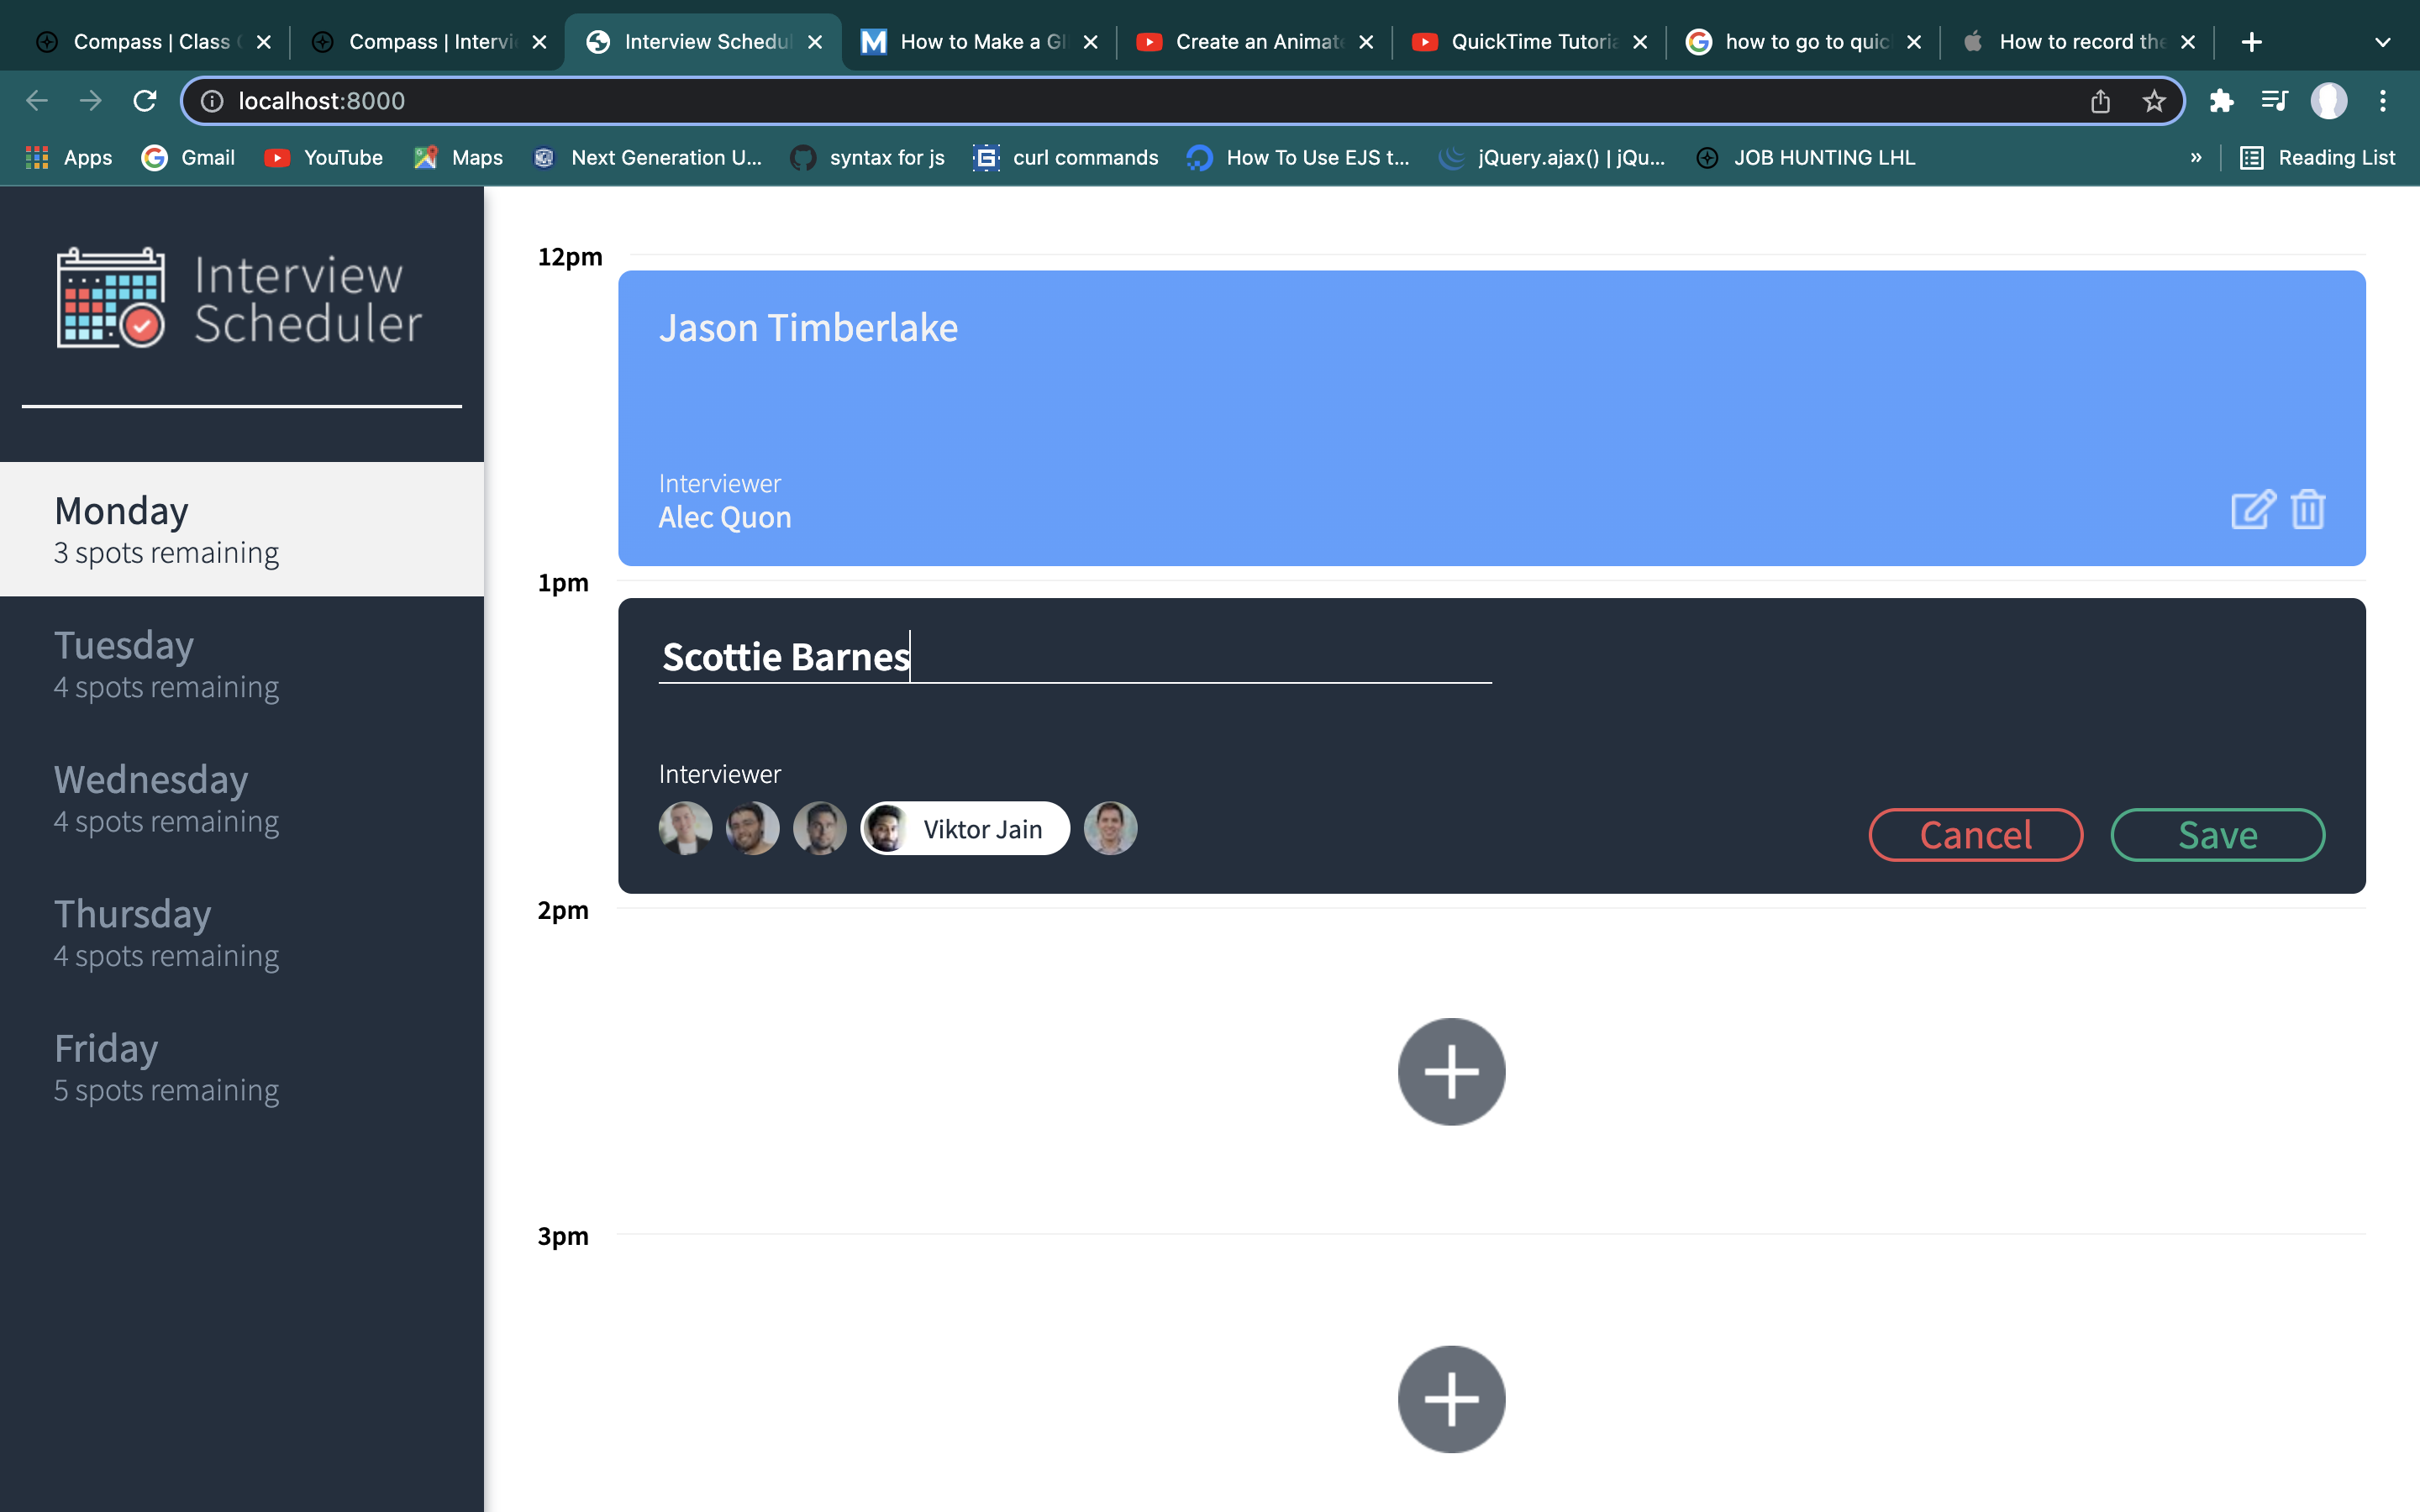 Compass | Class
Compass | Intervi
Interview Schedul
How to Make a GI
Create an Animate
QuickTime Tutoria
how to go to quic
How to record the
localhost:8000
Apps
Gmail
YouTube
Maps
Next Generation U...
syntax for js
curl commands
How To Use EJS t...
jQuery.ajax() | jQu...
JOB HUNTING LHL
»
Reading List
Interview
Scheduler
Monday
3 spots remaining
Tuesday
4 spots remaining
Wednesday
4 spots remaining
Thursday
4 spots remaining
Friday
5 spots remaining
12pm
Jason Timberlake
Interviewer
Alec Quon
1pm
Scottie Barnes
Interviewer
Viktor Jain
Cancel
Save
2pm
3pm